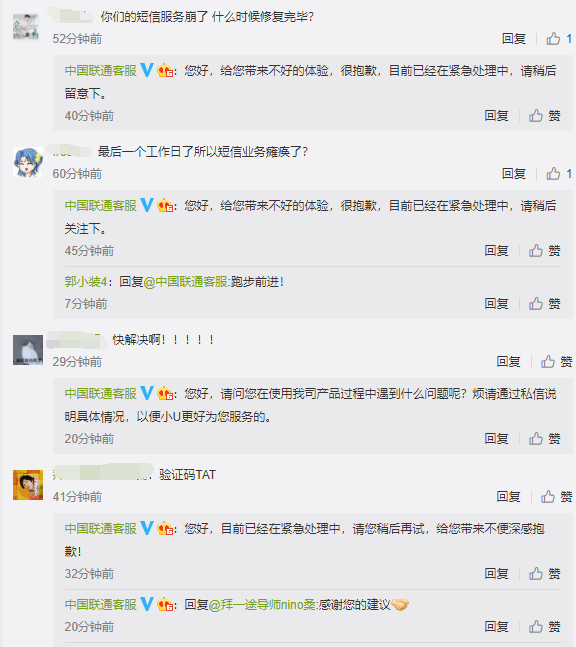 你们的短信服务崩了 什么时候修复完毕?
52分钟前
回复
1
中国联通客服：您好，给您带来不好的体验，很抱歉，目前已经在紧急处理中，请稍后
留意下。
40分钟前
回复 赞
最后一个工作日了所以短信业务瘫痪了?
60分钟前
回复
1
中国联通客服：您好，给您带来不好的体验，很抱歉，目前已经在紧急处理中，请稍后
关注下。
45分钟前
回复 赞
郭小装4：回复@中国联通客服:跑步前进!
7分钟前
回复 赞
快解决啊! ! ! ! !
29分钟前
回复 赞
中国联通客服：您好，请问您在使用我司产品过程中遇到什么问题呢？烦请通过私信说
明具体情况，以便小U更好为您服务的。
20分钟前
回复 赞
：验证码TAT
41分钟前
回复 赞
中国联通客服：您好，目前已经在紧急处理中，请您稍后再试，给您带来不便深感抱
歉！
32分钟前
回复 赞
中国联通客服：回复@拜一途导师nino桑:感谢您的建议
20分钟前
回复 赞